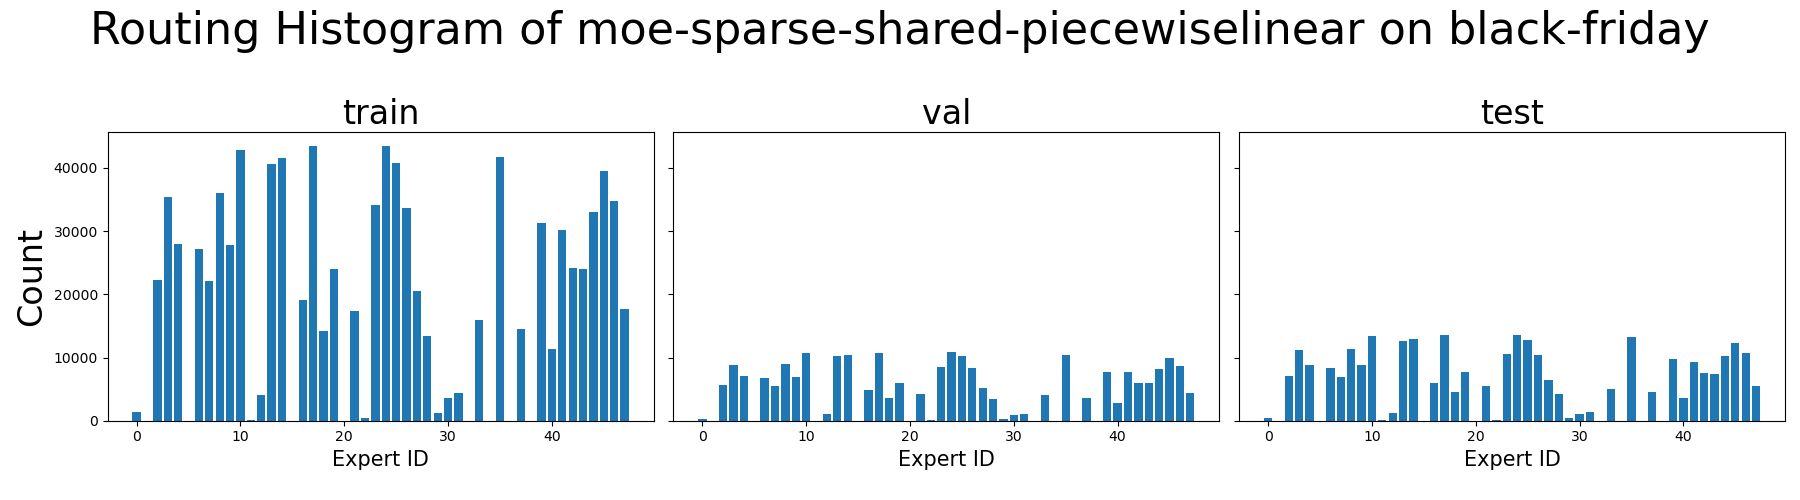 Routing Histogram of moe-sparse-shared-piecewiselinear on black-friday
train
val
test
Count
40000
30000
20000
10000
0
0 10 20 30 40
0 10 20 30 40
0 10 20 30 40
Expert ID
Expert ID
Expert ID